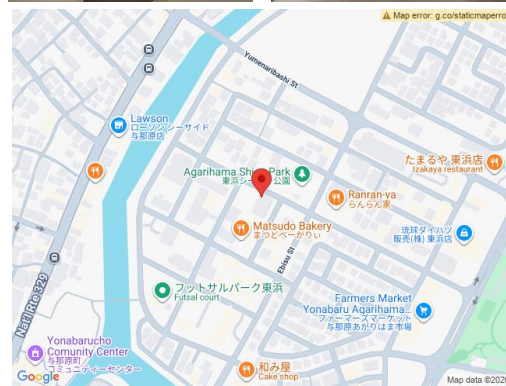 Map error: g.co/staticmaperro
Yumenaribashi St
Lawson
ローソン シーサイド
与那原店
たまるや 東浜店
Izakaya restaurant
Agarihama Shi Park
東浜シー 公園
Ranran-ya
らんらん家
Matsudo Bakery
まつどべーかりぃ
琉球ダイハツ
販売(株) 東浜店
Ebisu St
フットサルパーク東浜
Futsal court
Farmers Market
Yonabaru Agarihama...
ファーマーズマーケット
与那原あがりはま市場
Nat'l Rte 329
Yonabarucho
Comunity Center
与那原町
コミュニティーセンター
和み屋
Cake shop
Google
Map data ©202